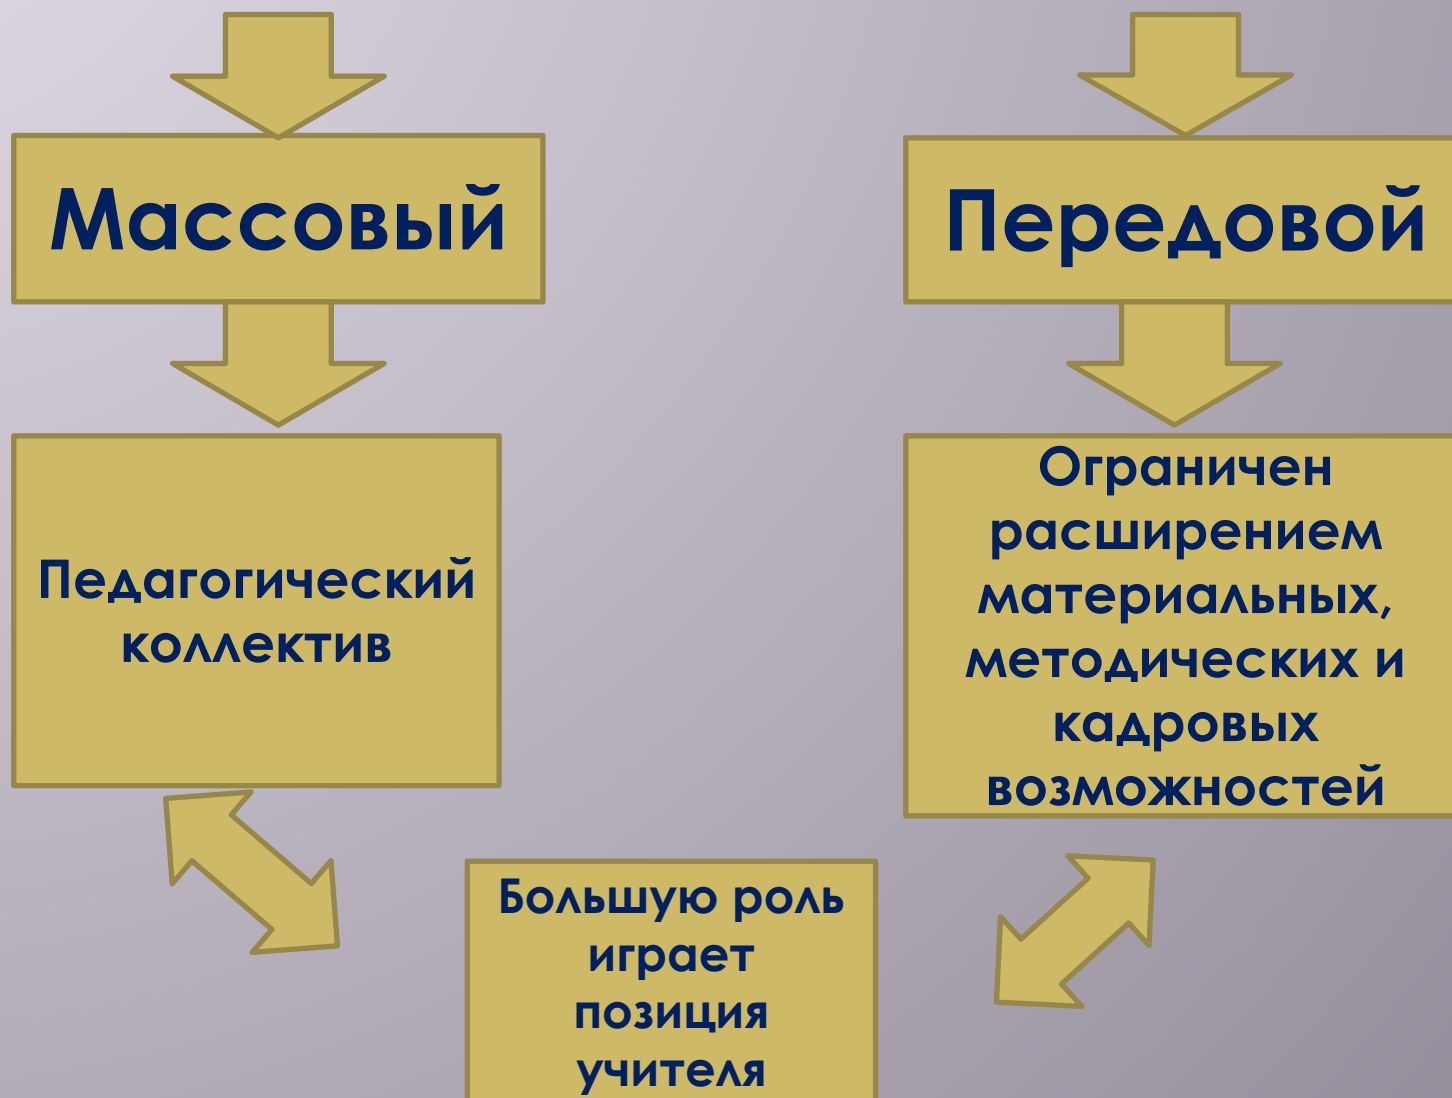 Массовый
Передовой
Педагогический
коллектив
Ограничен
расширением
материальных,
методических и
кадровых
возможностей
Большую роль
играет
позиция
учителя